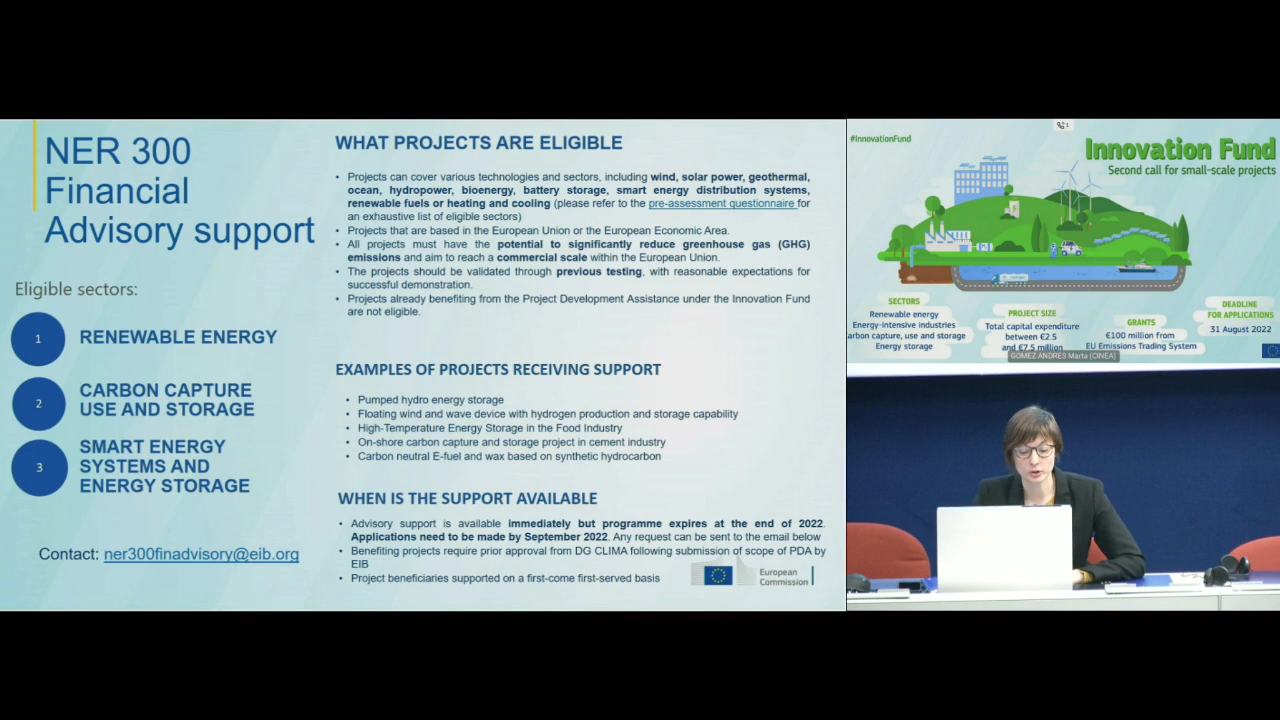 NER 300
Financial
Advisory support
Eligible sectors:
1 RENEWABLE ENERGY
2 CARBON CAPTURE
USE AND STORAGE
3 SMART ENERGY
SYSTEMS AND
ENERGY STORAGE
Contact: ner300finadvisory@eib.org
WHAT PROJECTS ARE ELIGIBLE
• Projects can cover various technologies and sectors, including wind, solar power, geothermal,
ocean, hydropower, bioenergy, battery storage, smart energy distribution systems,
renewable fuels or heating and cooling (please refer to the pre-assessment questionnaire for
an exhaustive list of eligible sectors)
• Projects that are based in the European Union or the European Economic Area.
• All projects must have the potential to significantly reduce greenhouse gas (GHG)
emissions and aim to reach a commercial scale within the European Union.
• The projects should be validated through previous testing, with reasonable expectations for
successful demonstration.
• Projects already benefiting from the Project Development Assistance under the Innovation Fund
are not eligible.
EXAMPLES OF PROJECTS RECEIVING SUPPORT
• Pumped hydro energy storage
• Floating wind and wave device with hydrogen production and storage capability
• High-Temperature Energy Storage in the Food Industry
• On-shore carbon capture and storage project in cement industry
• Carbon neutral E-fuel and wax based on synthetic hydrocarbon
WHEN IS THE SUPPORT AVAILABLE
• Advisory support is available immediately but programme expires at the end of 2022.
Applications need to be made by September 2022. Any request can be sent to the email below
• Benefiting projects require prior approval from DG CLIMA following submission of scope of PDA by
EIB
• Project beneficiaries supported on a first-come first-served basis
European
Commission
#InnovationFund
Innovation Fund
Second call for small-scale projects
SECTORS
Renewable energy
Energy-intensive industries
arbon capture, use and storage
Energy storage
PROJECT SIZE
Total capital expenditure
between €2.5
and €7.5 million
GRANTS
€100 million from
EU Emissions Trading System
DEADLINE
FOR APPLICATIONS
31 August 2022
GOMEZ ANDRES Marta (CINEA)